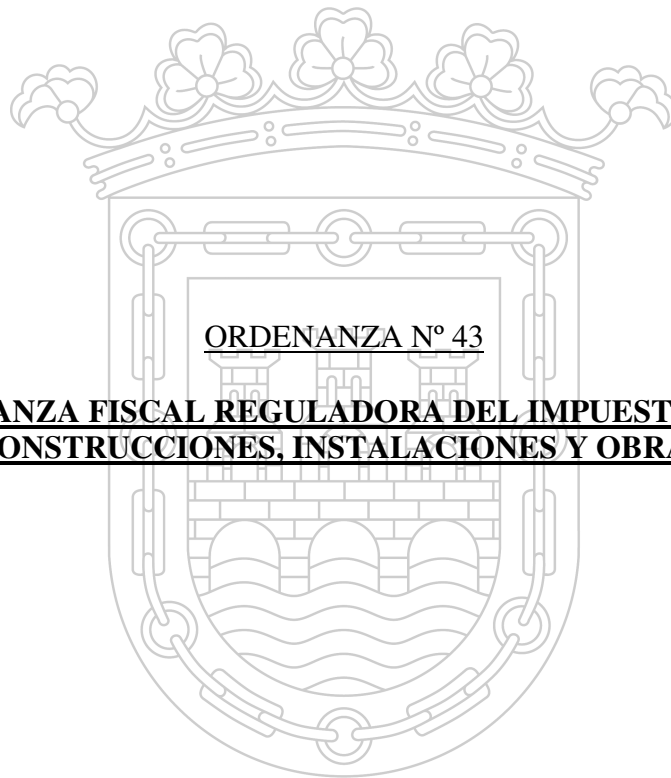 ORDENANZA Nº 43
ANZA FISCAL REGULADORA DEL IMPUEST
ONSTRUCCIONES, INSTALACIONES Y OBRA